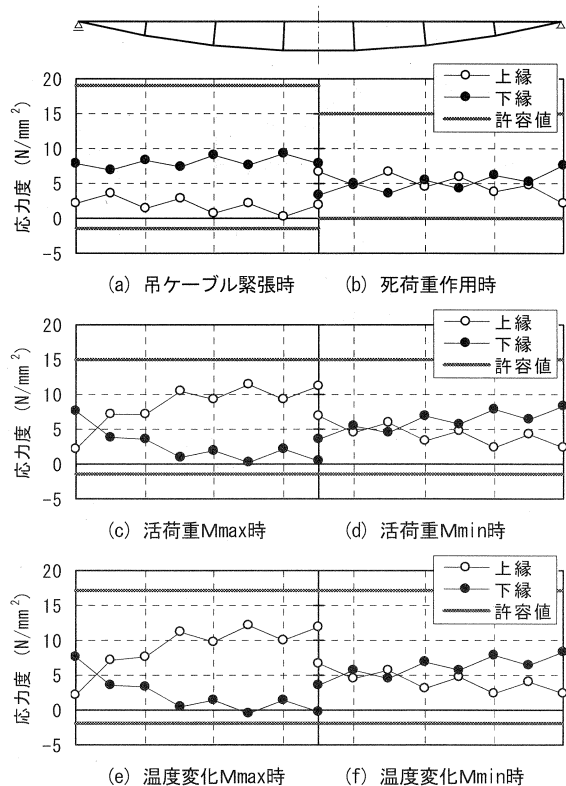 20
15
10
5
0
-5
応力度 (N/mm²)
上縁
下縁
許容値
(a) 吊ケーブル緊張時
(b) 死荷重作用時
20
15
10
5
0
-5
応力度 (N/mm²)
上縁
下縁
許容値
(c) 活荷重Mmax時
(d) 活荷重Mmin時
20
15
10
5
0
-5
応力度 (N/mm²)
上縁
下縁
許容値
(e) 温度変化Mmax時
(f) 温度変化Mmin時